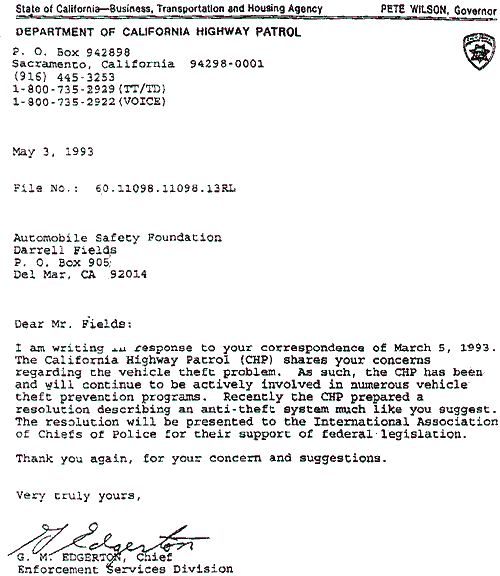 State of California—Business, Transportation and Housing Agency PETE WILSON, Governor
DEPARTMENT OF CALIFORNIA HIGHWAY PATROL
P. O. Box 942898
Sacramento, California 94298-0001
(916) 445-3253
1-800-735-2929 (TT/TD)
1-800-735-2922 (VOICE)
May 3, 1993
File No.: 60.11098.11098.13RL
Automobile Safety Foundation
Darrell Fields
P. O. Box 905
Del Mar, CA 92014
Dear Mr. Fields:
I am writing in response to your correspondence of March 5, 1993.
The California Highway Patrol (CHP) shares your concerns
regarding the vehicle theft problem. As such, the CHP has been
and will continue to be actively involved in numerous vehicle
theft prevention programs. Recently the CHP prepared a
resolution describing an anti-theft system much like you suggest.
The resolution will be presented to the International Association
of Chiefs of Police for their support of federal legislation.
Thank you again, for your concern and suggestions.
Very truly yours,
G M Edgerton
G. M. EDGERTON, Chief
Enforcement Services Division